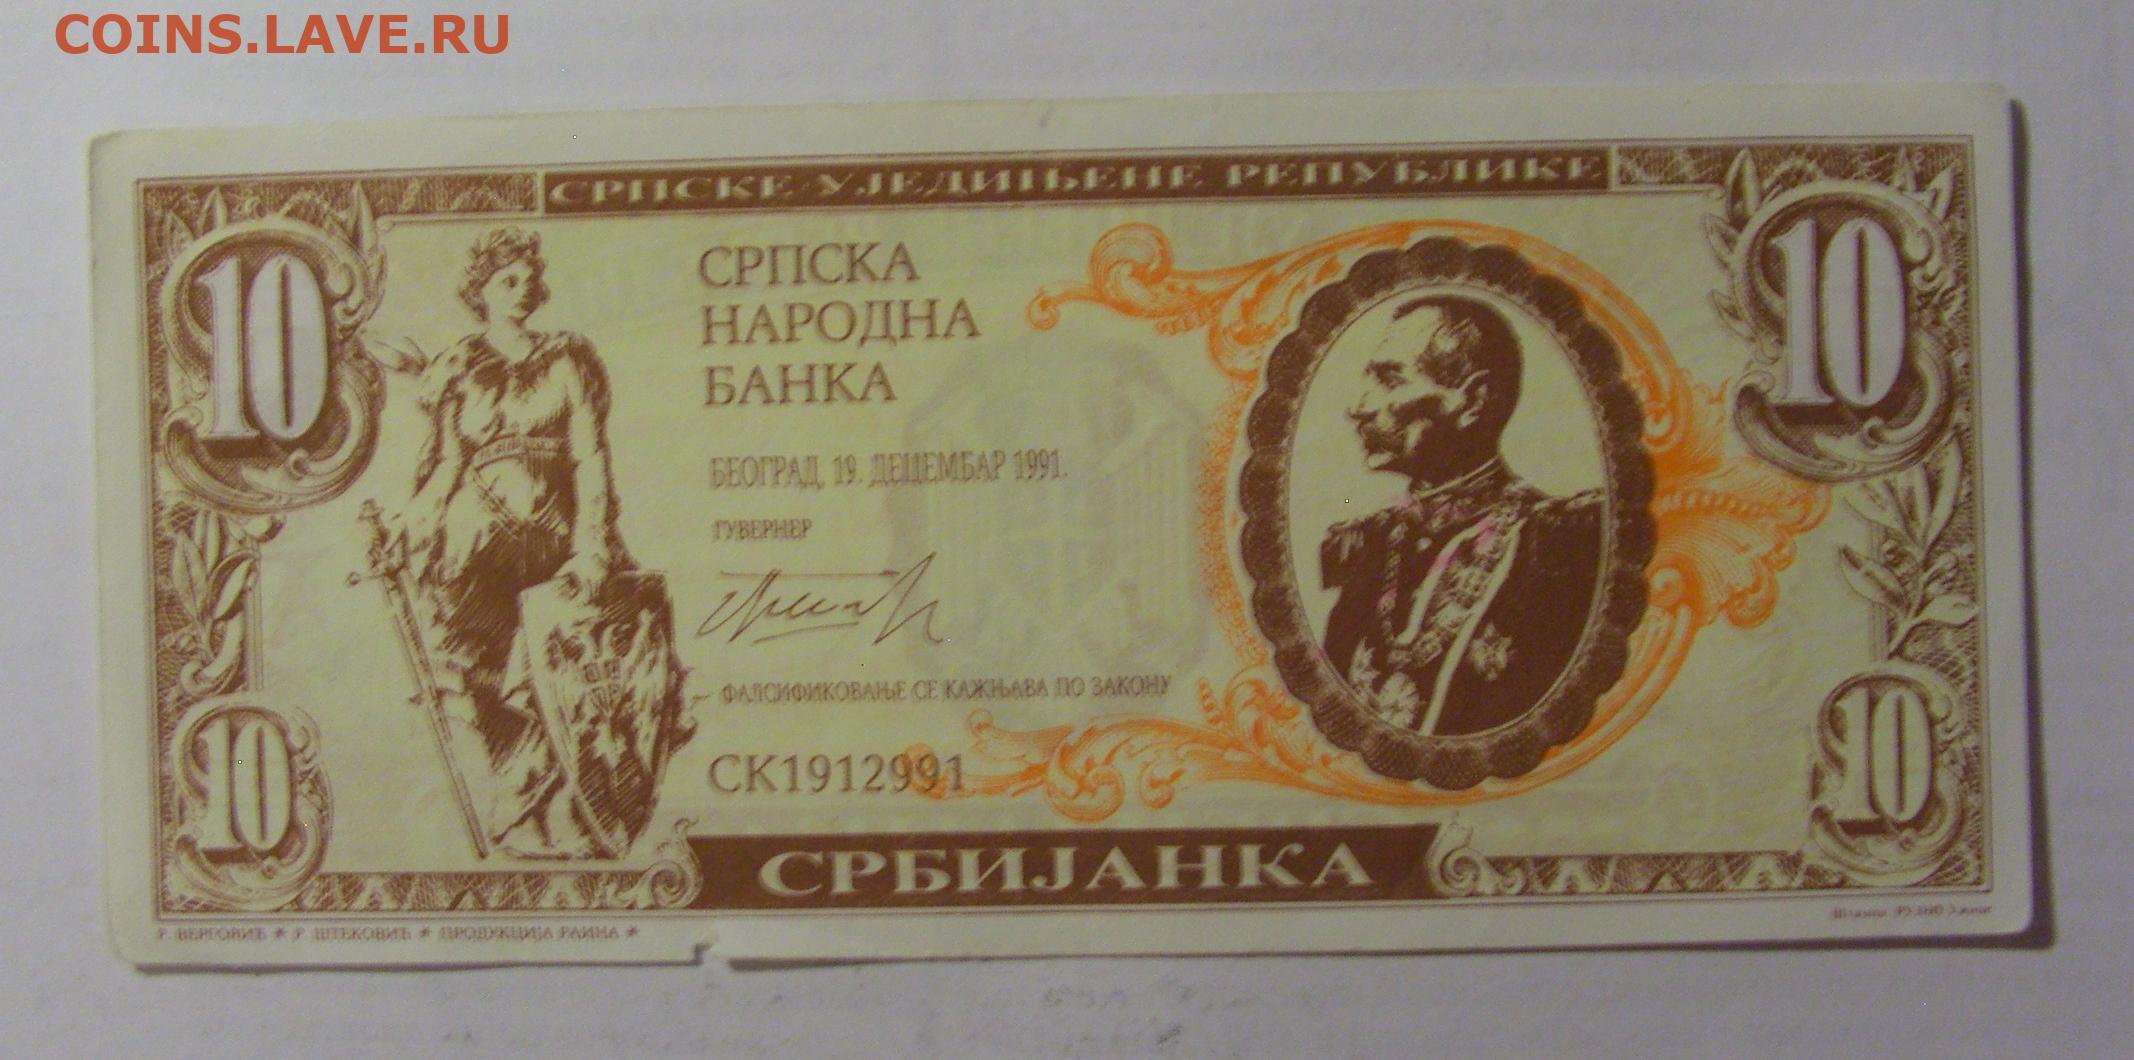 COINS.LAVE.RU
СРПСКЕ УЈЕДИЊЕНЕ РЕПУБЛИКЕ
10
10
СРПСКА
НАРОДНА
БАНКА
БЕОГРАД, 19. ДЕЦЕМБАР 1991.
ГУВЕРНЕР
ФАЛСИФИКОВАЊЕ СЕ КАЖЊАВА ПО ЗАКОНУ
СК1912991
10
10
СРБИЈАНКА
Р. ВЕРГОВИЋ * Р. ШТЕКОВИЋ * ПРОДУКЦИЈА РАИНА *